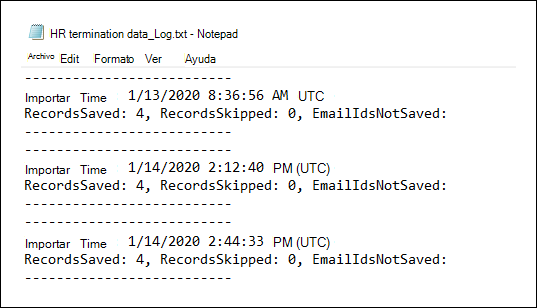 HR termination data_Log.txt - Notepad
Archivo Edit Formato Ver Ayuda
--------------------------
Importar Time 1/13/2020 8:36:56 AM UTC
RecordsSaved: 4, RecordsSkipped: 0, EmailIdsNotSaved:
--------------------------
--------------------------
Importar Time 1/14/2020 2:12:40 PM (UTC)
RecordsSaved: 4, RecordsSkipped: 0, EmailIdsNotSaved:
--------------------------
--------------------------
Importar Time 1/14/2020 2:44:33 PM (UTC)
RecordsSaved: 4, RecordsSkipped: 0, EmailIdsNotSaved:
--------------------------